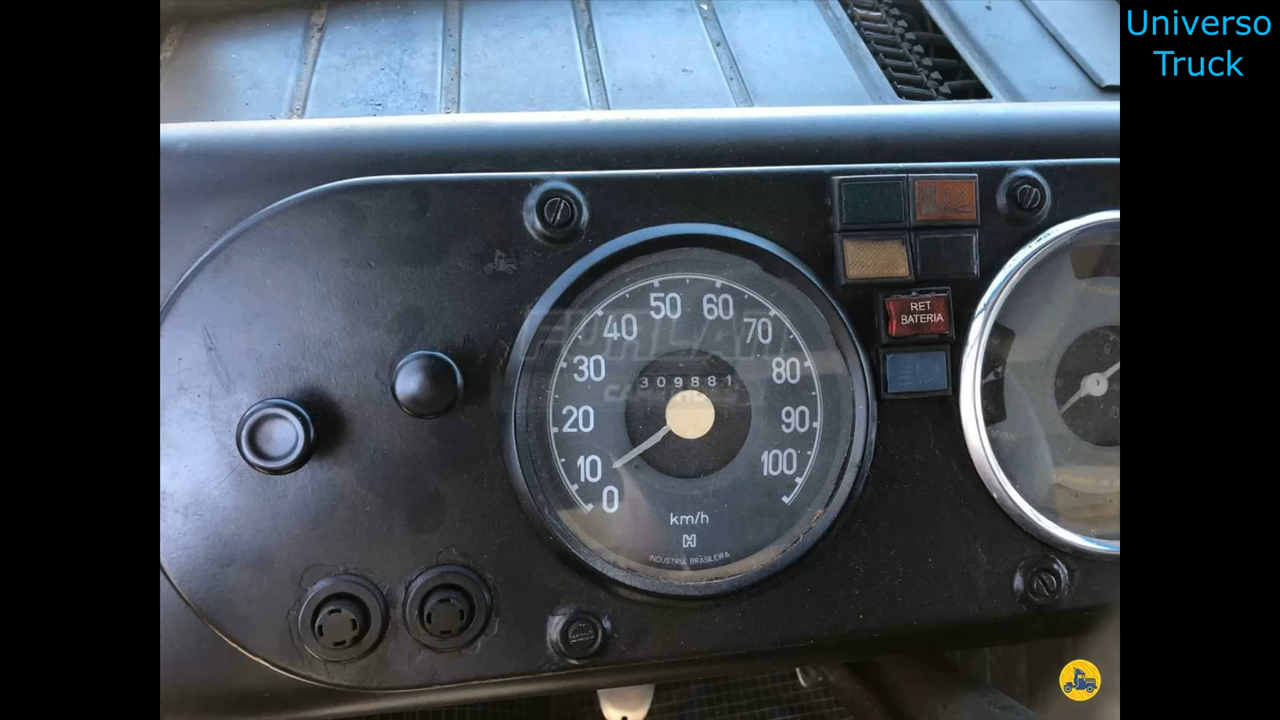 Universo
Truck
RET
BATERIA
50 60
40 70
30 80
309881
20 90
10 100
0
km/h
INDUSTRIA BRASILEIRA